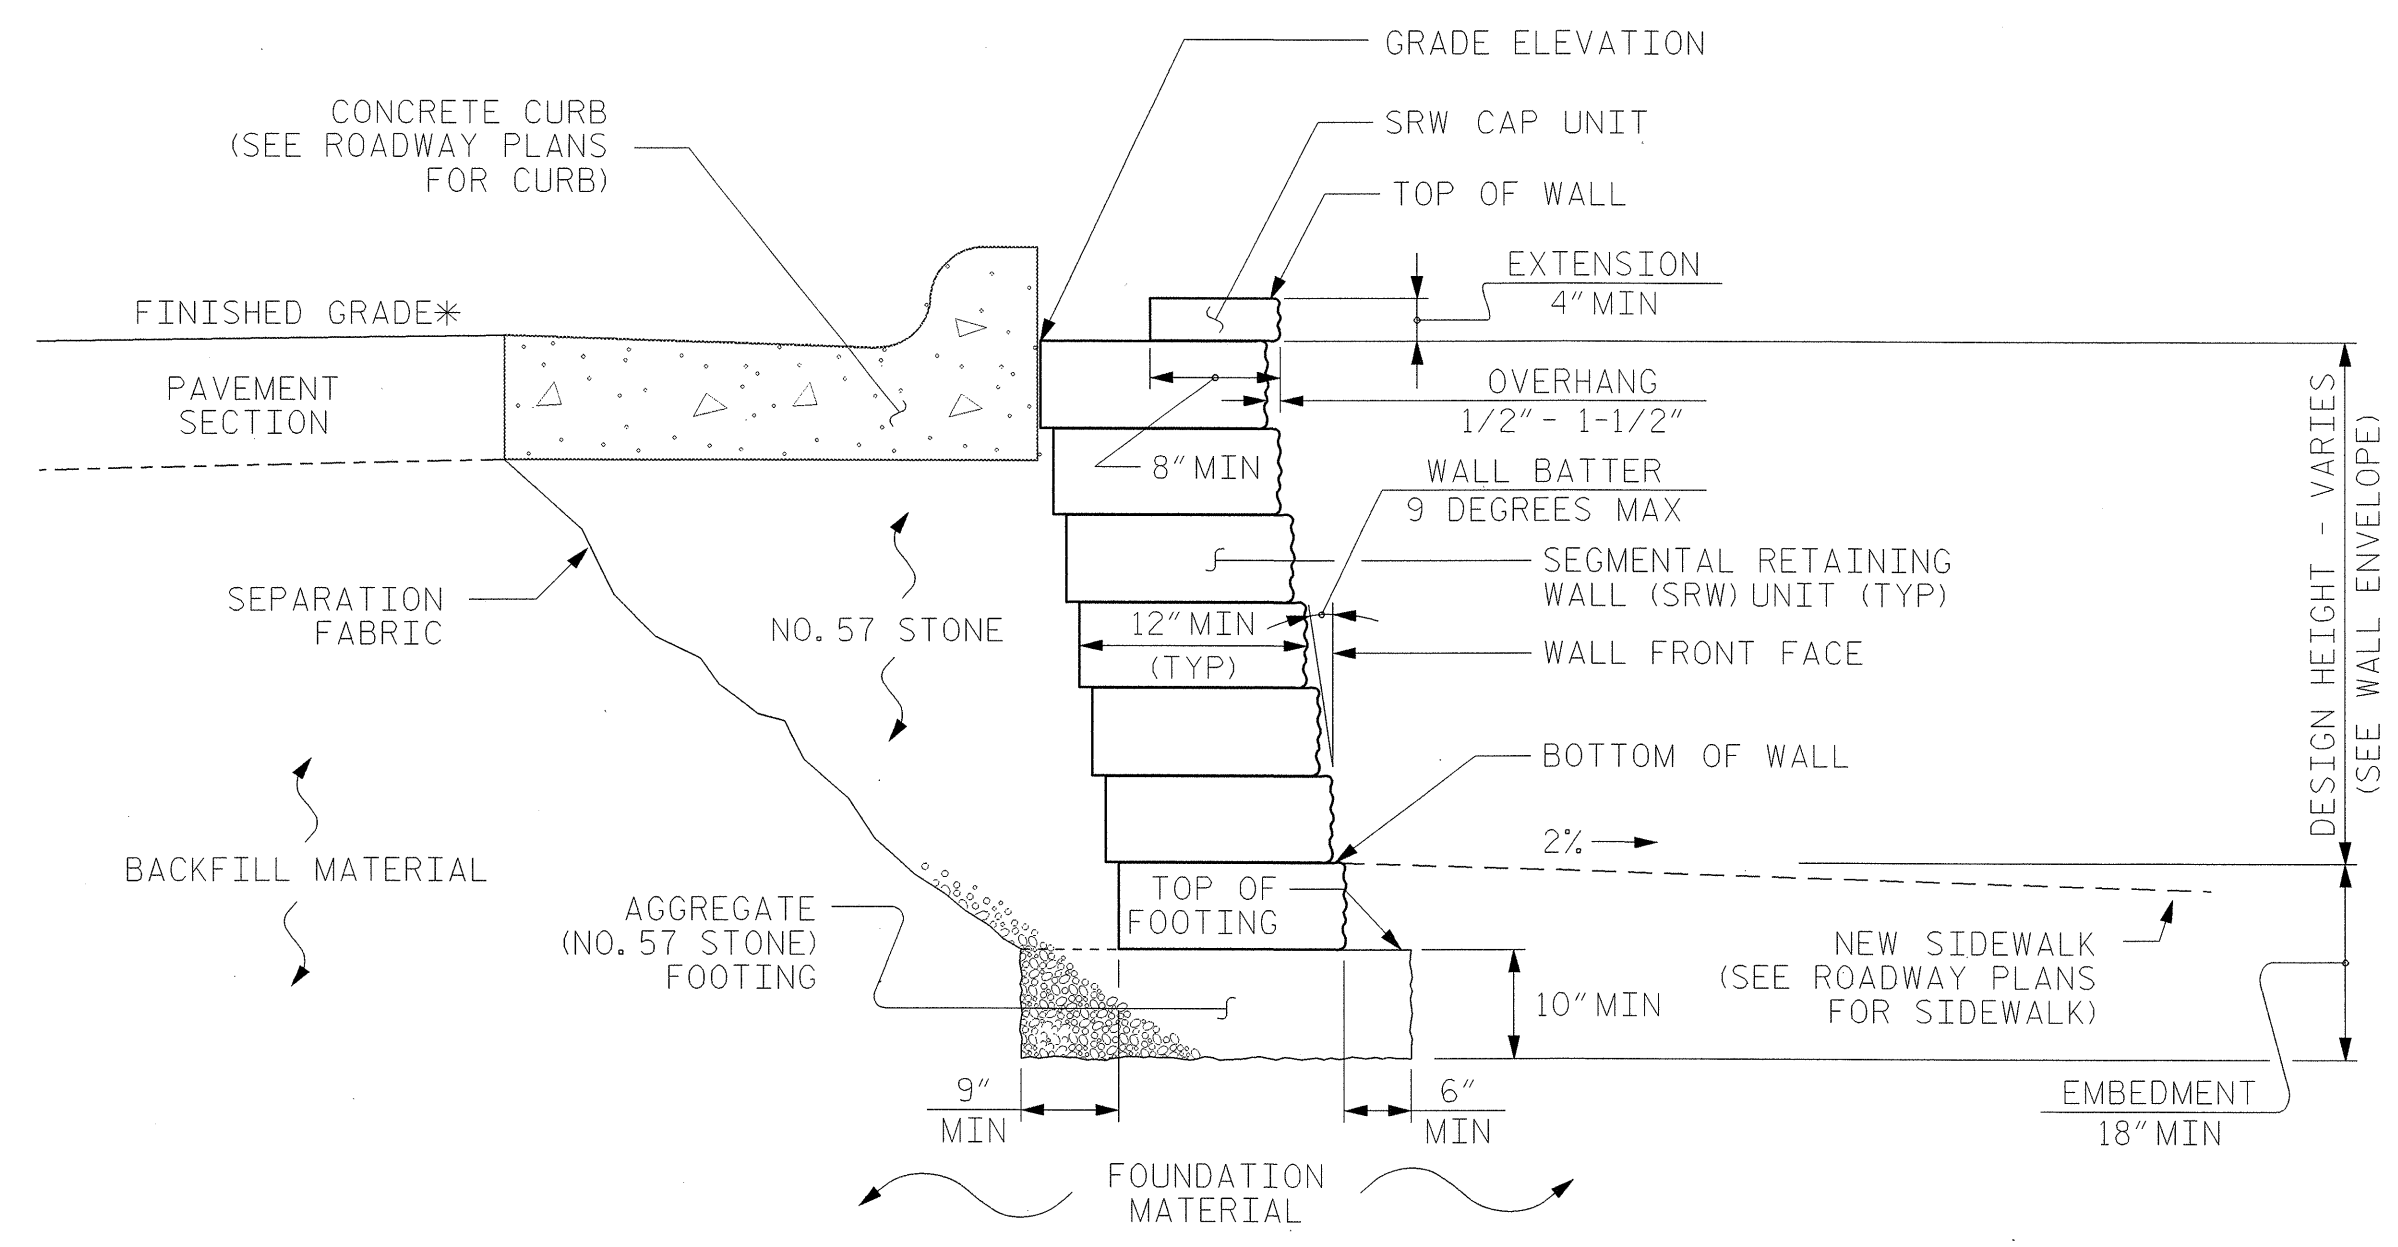 GRADE ELEVATION
CONCRETE CURB
(SEE ROADWAY PLANS
FOR CURB)
SRW CAP UNIT
TOP OF WALL
EXTENSION
4" MIN
FINISHED GRADE*
PAVEMENT
SECTION
OVERHANG
1/2" - 1-1/2"
8" MIN
WALL BATTER
9 DEGREES MAX
SEGMENTAL RETAINING
WALL (SRW) UNIT (TYP)
SEPARATION
FABRIC
NO. 57 STONE
12" MIN
(TYP)
WALL FRONT FACE
DESIGN HEIGHT - VARIES
(SEE WALL ENVELOPE)
BOTTOM OF WALL
2%
BACKFILL MATERIAL
TOP OF
FOOTING
AGGREGATE
(NO. 57 STONE)
FOOTING
NEW SIDEWALK
(SEE ROADWAY PLANS
FOR SIDEWALK)
10" MIN
9"
MIN
6"
MIN
EMBEDMENT
18" MIN
FOUNDATION
MATERIAL